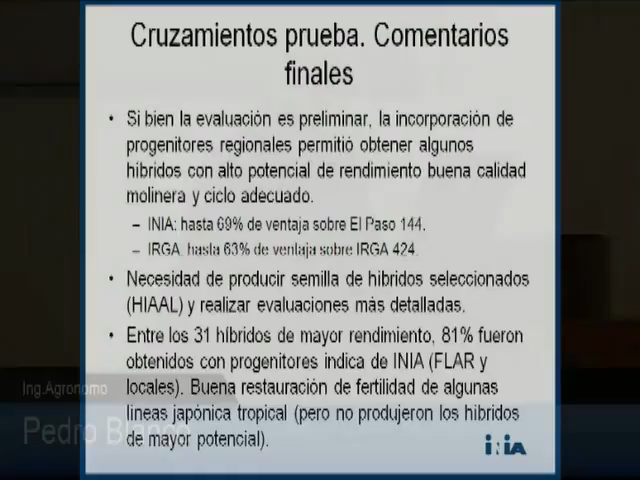 Cruzamientos prueba. Comentarios
finales
• Si bien la evaluación es preliminar, la incorporación de
progenitores regionales permitió obtener algunos
híbridos con alto potencial de rendimiento buena calidad
molinera y ciclo adecuado.
– INIA: hasta 69% de ventaja sobre El Paso 144.
– IRGA: hasta 63% de ventaja sobre IRGA 424.
• Necesidad de producir semilla de híbridos seleccionados
(HIAAL) y realizar evaluaciones más detalladas.
• Entre los 31 híbridos de mayor rendimiento, 81% fueron
obtenidos con progenitores indica de INIA (FLAR y
locales). Buena restauración de fertilidad de algunas
líneas japónica tropical (pero no produjeron los híbridos
de mayor potencial).
Ing.Agronomo
Pedro Blanco
iNiA